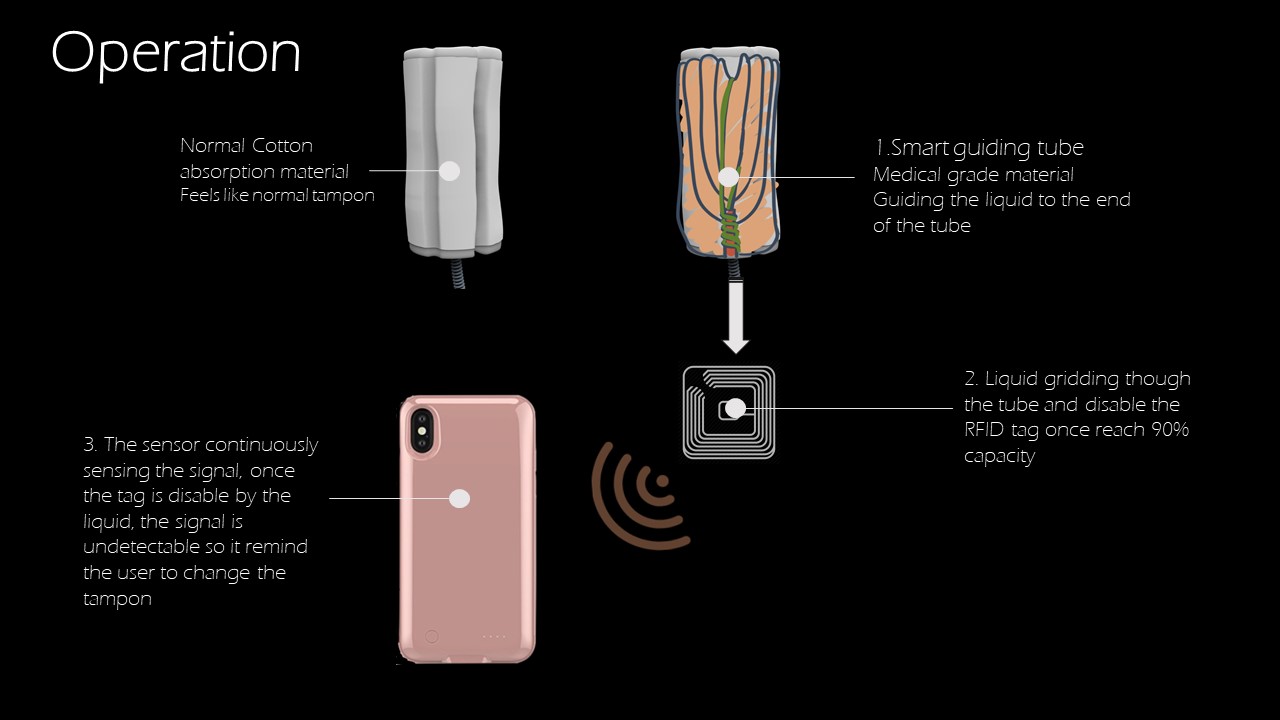 Operation
Normal Cotton
absorption material
Feels like normal tampon
1.Smart guiding tube
Medical grade material
Guiding the liquid to the end
of the tube
2. Liquid gridding though
the tube and disable the
RFID tag once reach 90%
capacity
3. The sensor continuously
sensing the signal, once
the tag is disable by the
liquid, the signal is
undetectable so it remind
the user to change the
tampon